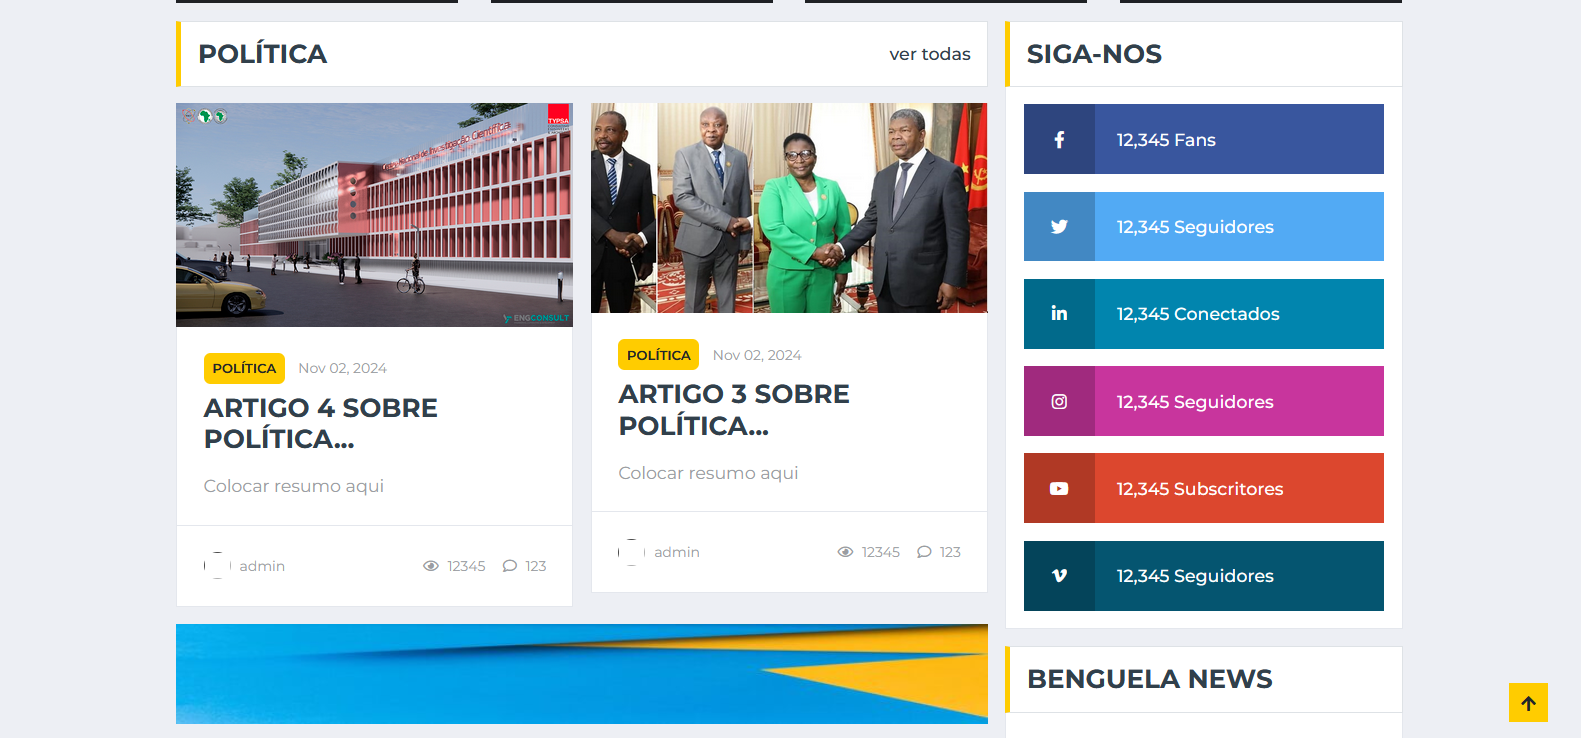 POLÍTICA
ver todas
TYPSA
Centro Nacional de Investigação Científica
ENGCONSULT
POLÍTICA Nov 02, 2024
ARTIGO 4 SOBRE
POLÍTICA...
Colocar resumo aqui
admin 12345 123
POLÍTICA Nov 02, 2024
ARTIGO 3 SOBRE
POLÍTICA...
Colocar resumo aqui
admin 12345 123
SIGA-NOS
12,345 Fans
12,345 Seguidores
12,345 Conectados
12,345 Seguidores
12,345 Subscritores
12,345 Seguidores
BENGUELA NEWS